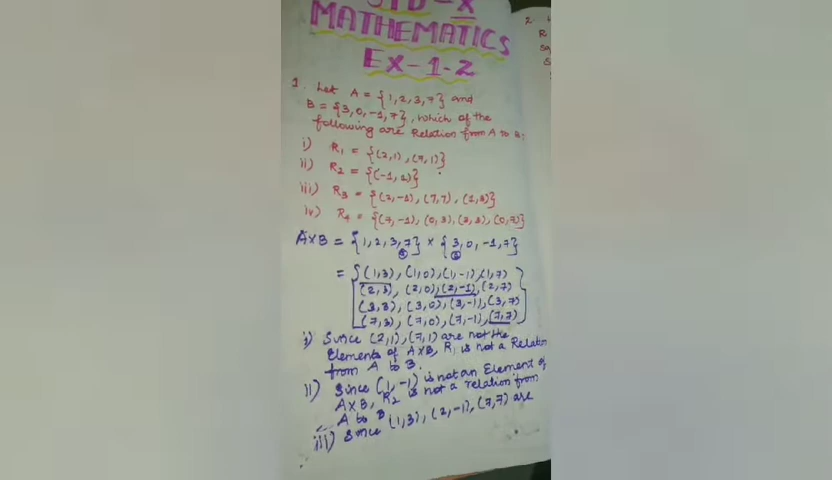 STD-X
MATHEMATICS
EX-1-2
1. Let A = {1,2,3,7} and
B = {3,0,-1,7}, Which of the
following are Relation from A to B:
i) R₁ = {(2,1), (7,1)}
ii) R₂ = {(-1,1)}
iii) R₃ = {(2,-1), (7,7), (1,3)}
iv) R₄ = {(7,-1), (0,3), (3,3), (0,7)}
A×B = {1,2,3,7} × {3,0,-1,7}
= {(1,3), (1,0), (1,-1), (1,7)
(2,3), (2,0), (2,-1), (2,7)
(3,3), (3,0), (3,-1), (3,7)
(7,3), (7,0), (7,-1), (7,7)}
i) Since (2,1), (7,1) are not the
Elements of A×B, R₁ is not a Relation
from A to B.
ii) Since (1,-1) is not an Element of
A×B, R₂ is not a relation from
A to B
iii) Since (1,3), (2,-1), (7,7) are
2.
R